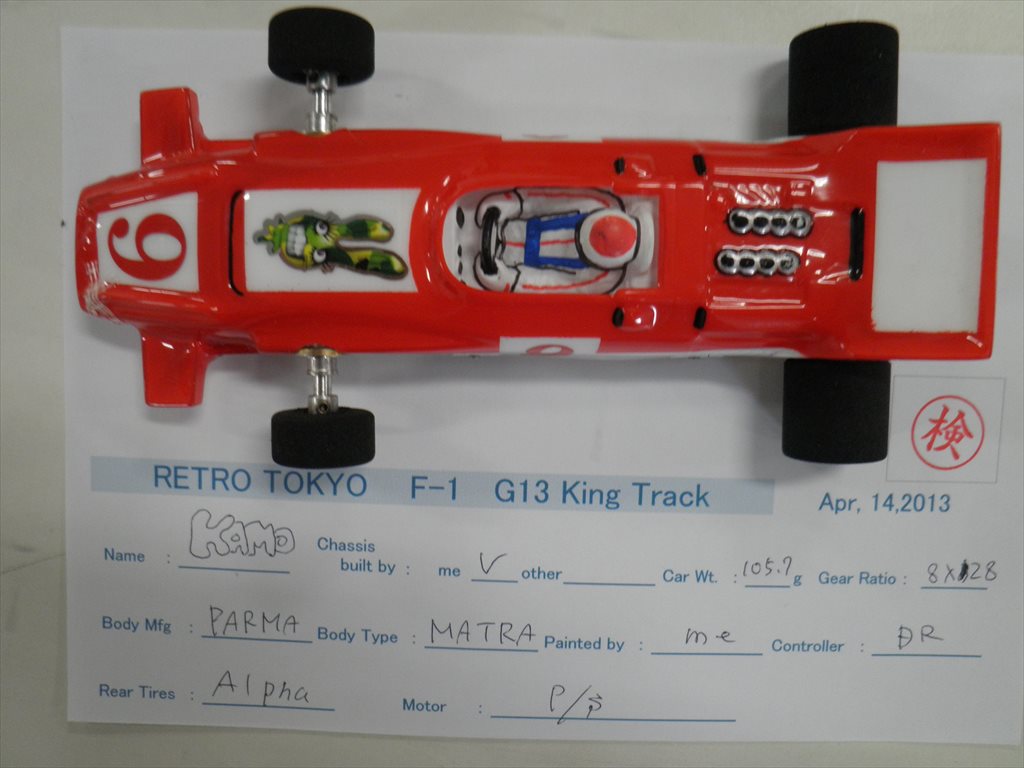 6
検
RETRO TOKYO F-1 G13 King Track
Apr, 14,2013
Name : KAMO Chassis built by : me V other Car Wt. : 105.7 g Gear Ratio : 8X28
Body Mfg : PARMA Body Type : MATRA Painted by : me Controller : DR
Rear Tires : Alpha Motor :